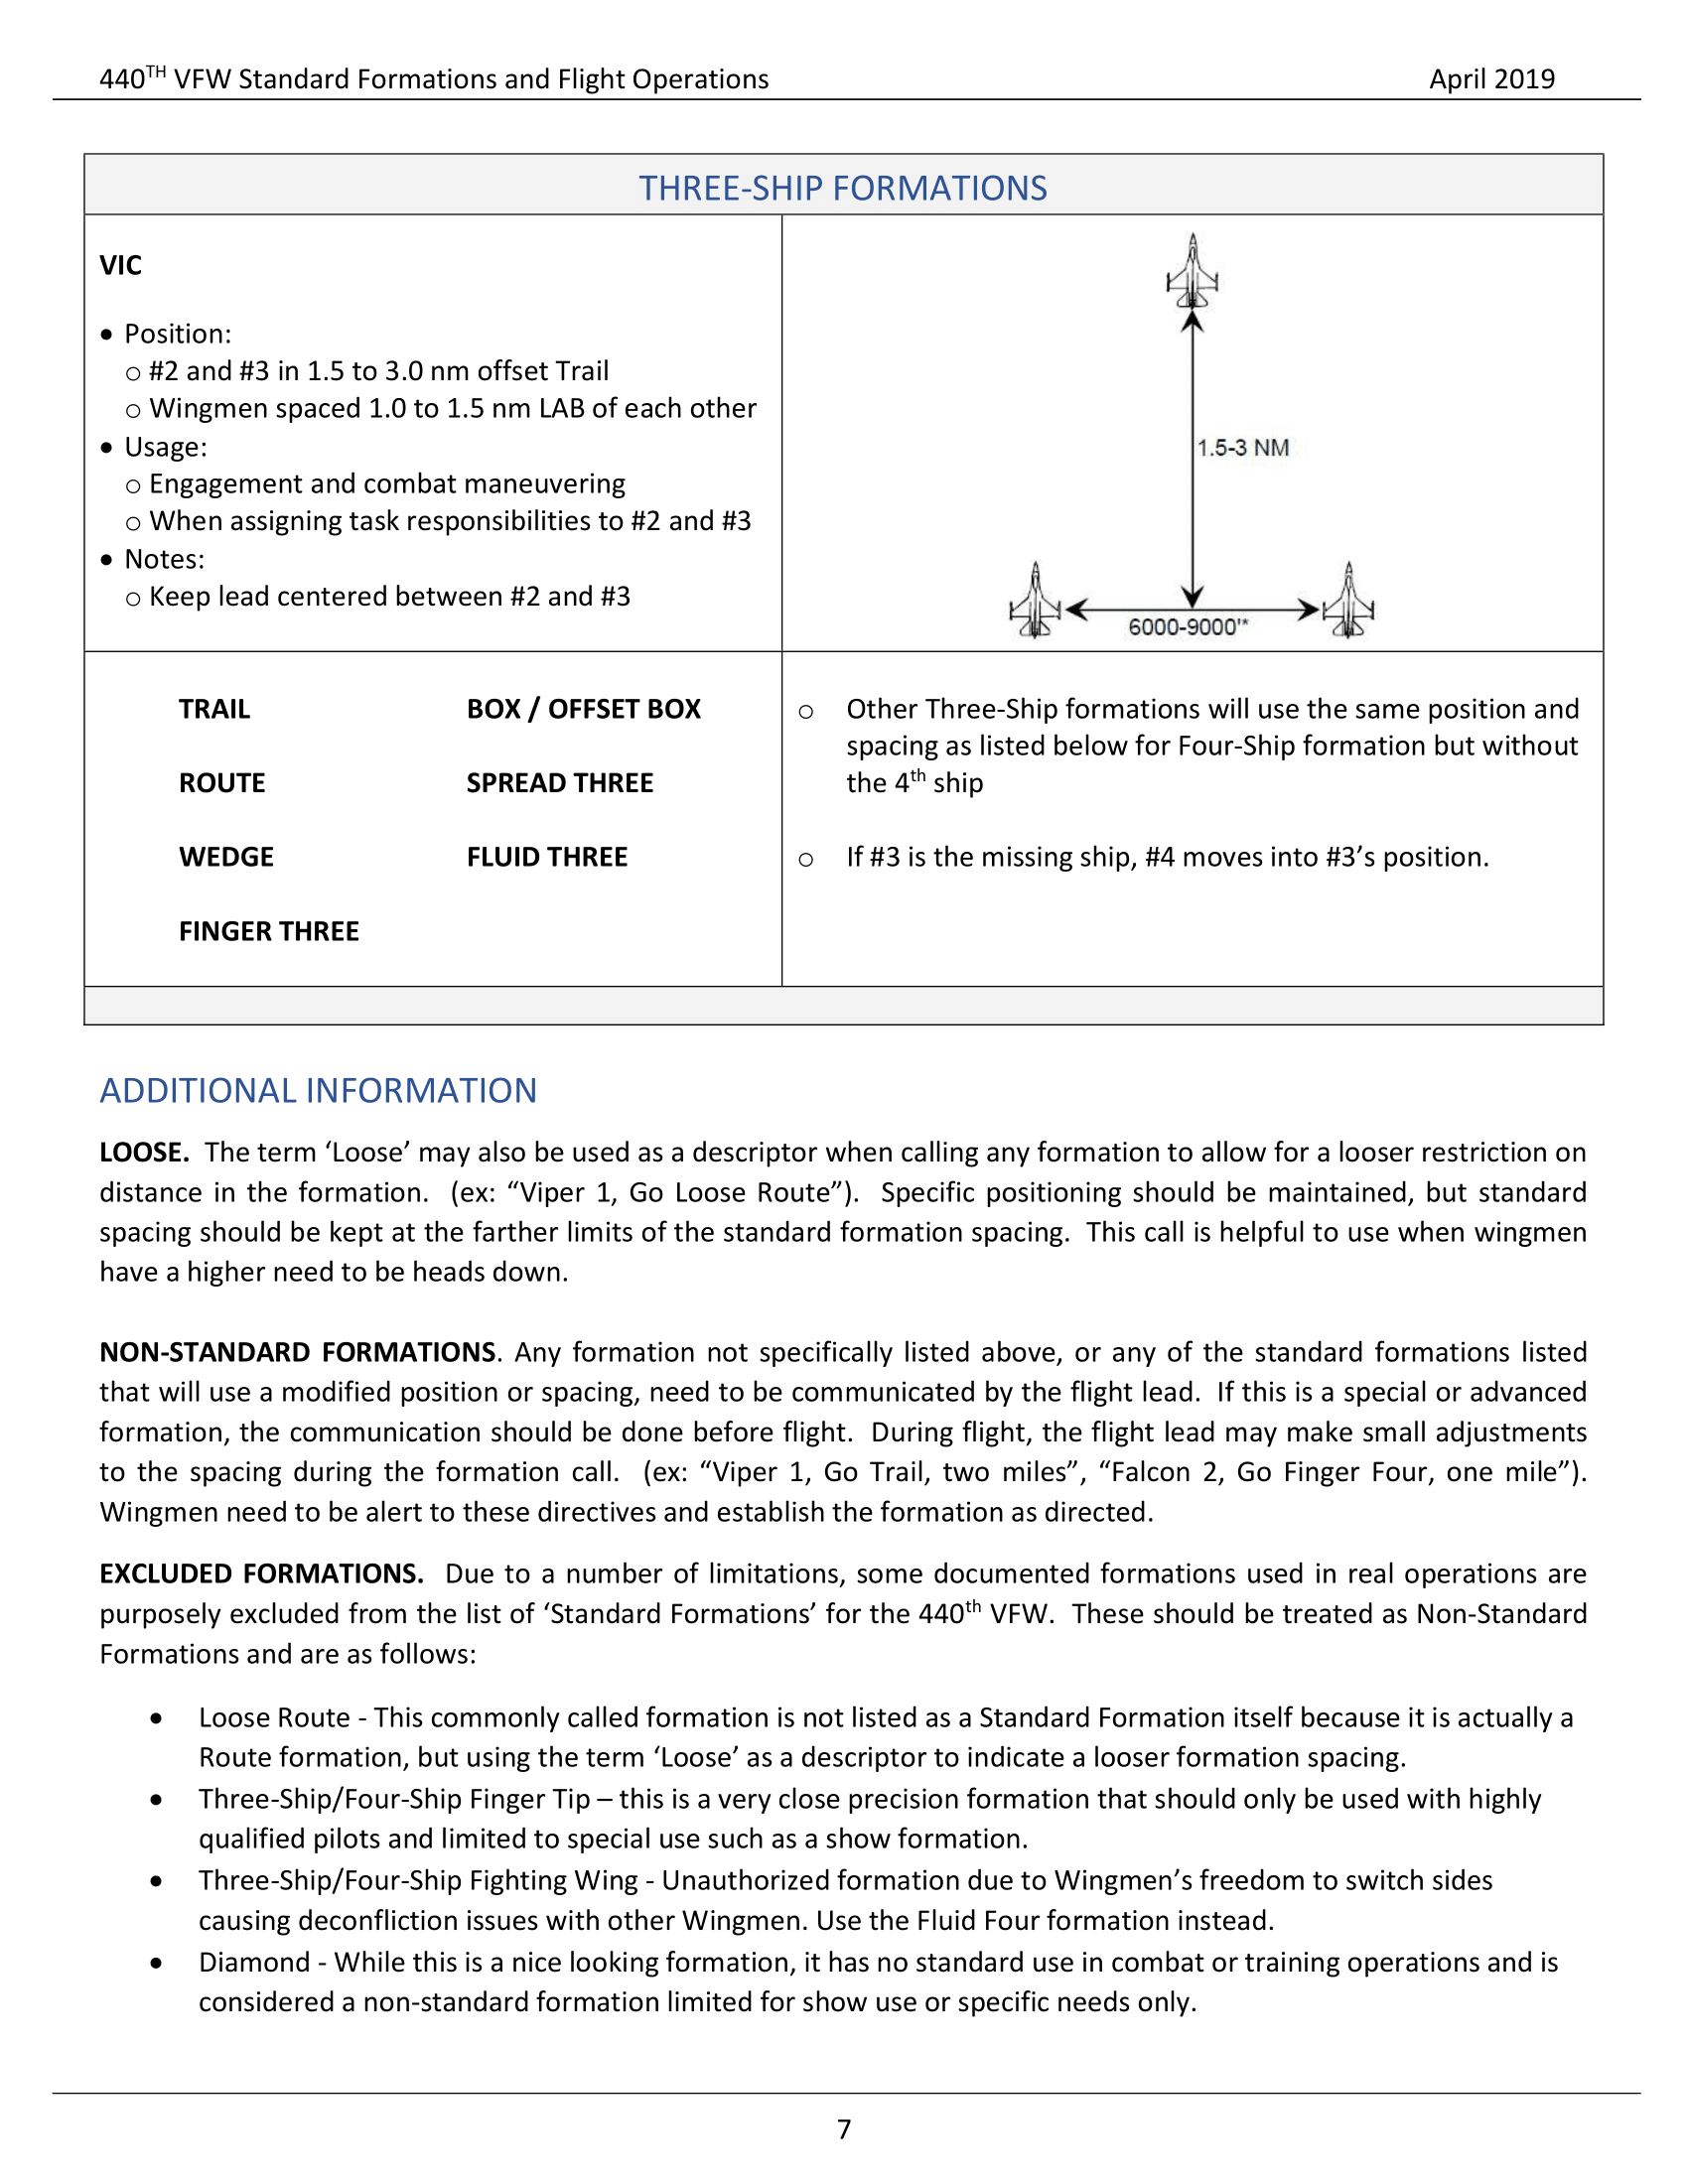 440TH VFW Standard Formations and Flight Operations April 2019
THREE-SHIP FORMATIONS
VIC
• Position:
o #2 and #3 in 1.5 to 3.0 nm offset Trail
o Wingmen spaced 1.0 to 1.5 nm LAB of each other
• Usage:
o Engagement and combat maneuvering
o When assigning task responsibilities to #2 and #3
• Notes:
o Keep lead centered between #2 and #3
1.5-3 NM
6000-9000'*
TRAIL BOX / OFFSET BOX
ROUTE SPREAD THREE
WEDGE FLUID THREE
FINGER THREE
o Other Three-Ship formations will use the same position and
spacing as listed below for Four-Ship formation but without
the 4th ship
o If #3 is the missing ship, #4 moves into #3’s position.
ADDITIONAL INFORMATION
LOOSE. The term ‘Loose’ may also be used as a descriptor when calling any formation to allow for a looser restriction on
distance in the formation. (ex: “Viper 1, Go Loose Route”). Specific positioning should be maintained, but standard
spacing should be kept at the farther limits of the standard formation spacing. This call is helpful to use when wingmen
have a higher need to be heads down.
NON-STANDARD FORMATIONS. Any formation not specifically listed above, or any of the standard formations listed
that will use a modified position or spacing, need to be communicated by the flight lead. If this is a special or advanced
formation, the communication should be done before flight. During flight, the flight lead may make small adjustments
to the spacing during the formation call. (ex: “Viper 1, Go Trail, two miles”, “Falcon 2, Go Finger Four, one mile”).
Wingmen need to be alert to these directives and establish the formation as directed.
EXCLUDED FORMATIONS. Due to a number of limitations, some documented formations used in real operations are
purposely excluded from the list of ‘Standard Formations’ for the 440th VFW. These should be treated as Non-Standard
Formations and are as follows:
• Loose Route - This commonly called formation is not listed as a Standard Formation itself because it is actually a
Route formation, but using the term ‘Loose’ as a descriptor to indicate a looser formation spacing.
• Three-Ship/Four-Ship Finger Tip – this is a very close precision formation that should only be used with highly
qualified pilots and limited to special use such as a show formation.
• Three-Ship/Four-Ship Fighting Wing - Unauthorized formation due to Wingmen’s freedom to switch sides
causing deconfliction issues with other Wingmen. Use the Fluid Four formation instead.
• Diamond - While this is a nice looking formation, it has no standard use in combat or training operations and is
considered a non-standard formation limited for show use or specific needs only.
7